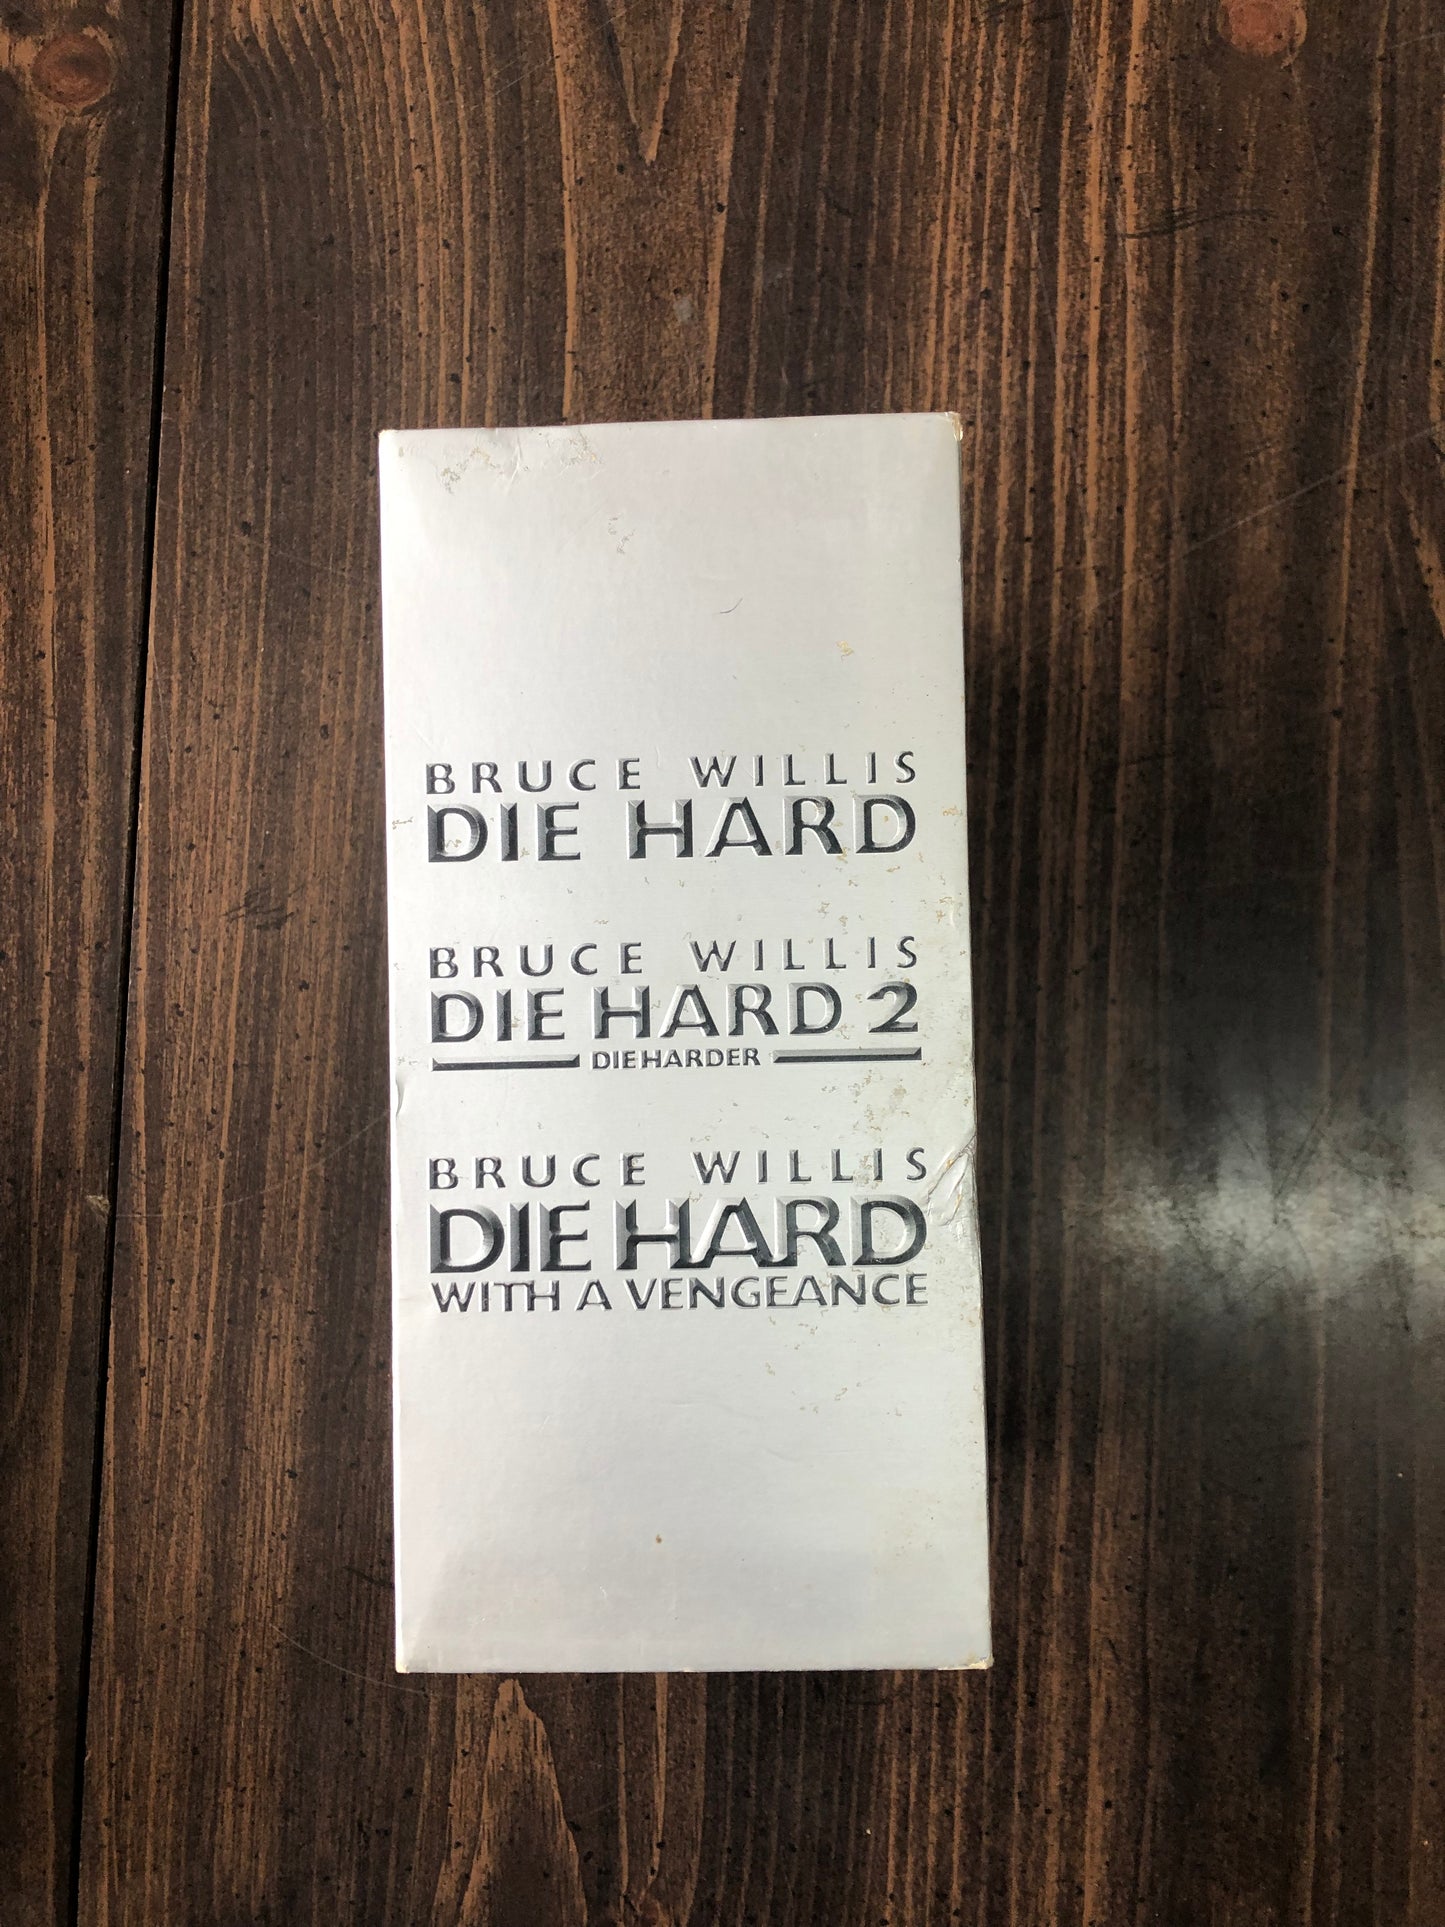 BRUCE WILLIS
DIE HARD
BRUCE WILLIS
DIE HARD 2
DIE HARDER
BRUCE WILLIS
DIE HARD
WITH A VENGEANCE